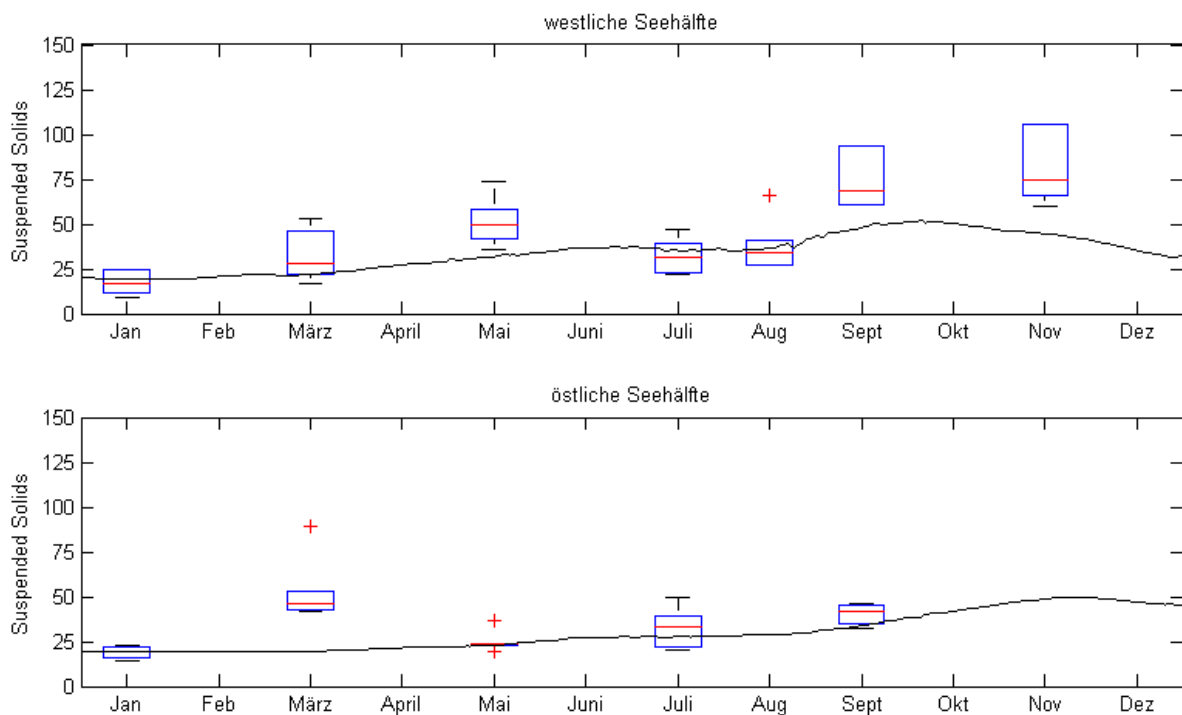 westliche Seehälfte
150
125
100
75
50
25
0
Suspended Solids
Jan Feb März April Mai Juni Juli Aug Sept Okt Nov Dez
östliche Seehälfte
150
125
100
75
50
25
0
Suspended Solids
Jan Feb März April Mai Juni Juli Aug Sept Okt Nov Dez